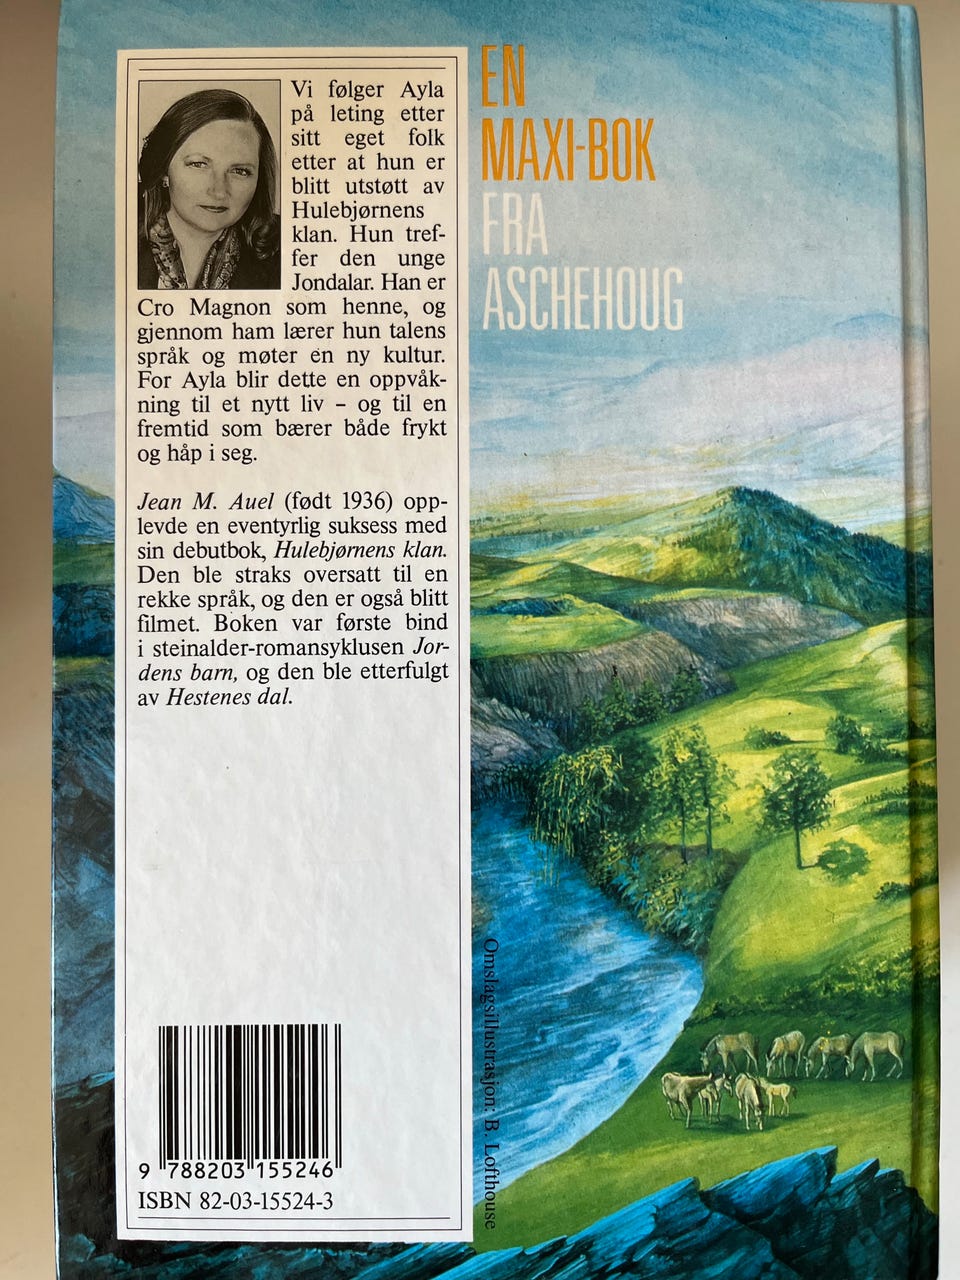 Vi følger Ayla
på leting etter
sitt eget folk
etter at hun er
blitt utstøtt av
Hulebjørnens
klan. Hun tref-
fer den unge
Jondalar. Han er
Cro Magnon som henne, og
gjennom ham lærer hun talens
språk og møter en ny kultur.
For Ayla blir dette en oppvåk-
ning til et nytt liv – og til en
fremtid som bærer både frykt
og håp i seg.
Jean M. Auel (født 1936) opp-
levde en eventyrlig suksess med
sin debutbok, Hulebjørnens klan.
Den ble straks oversatt til en
rekke språk, og den er også blitt
filmet. Boken var første bind
i steinalder-romansyklusen Jor-
dens barn, og den ble etterfulgt
av Hestenes dal.
9 788203 155246
ISBN 82-03-15524-3
EN
MAXI-BOK
FRA
ASCHEHOUG
Omslagsillustrasjon: B. Lofthouse